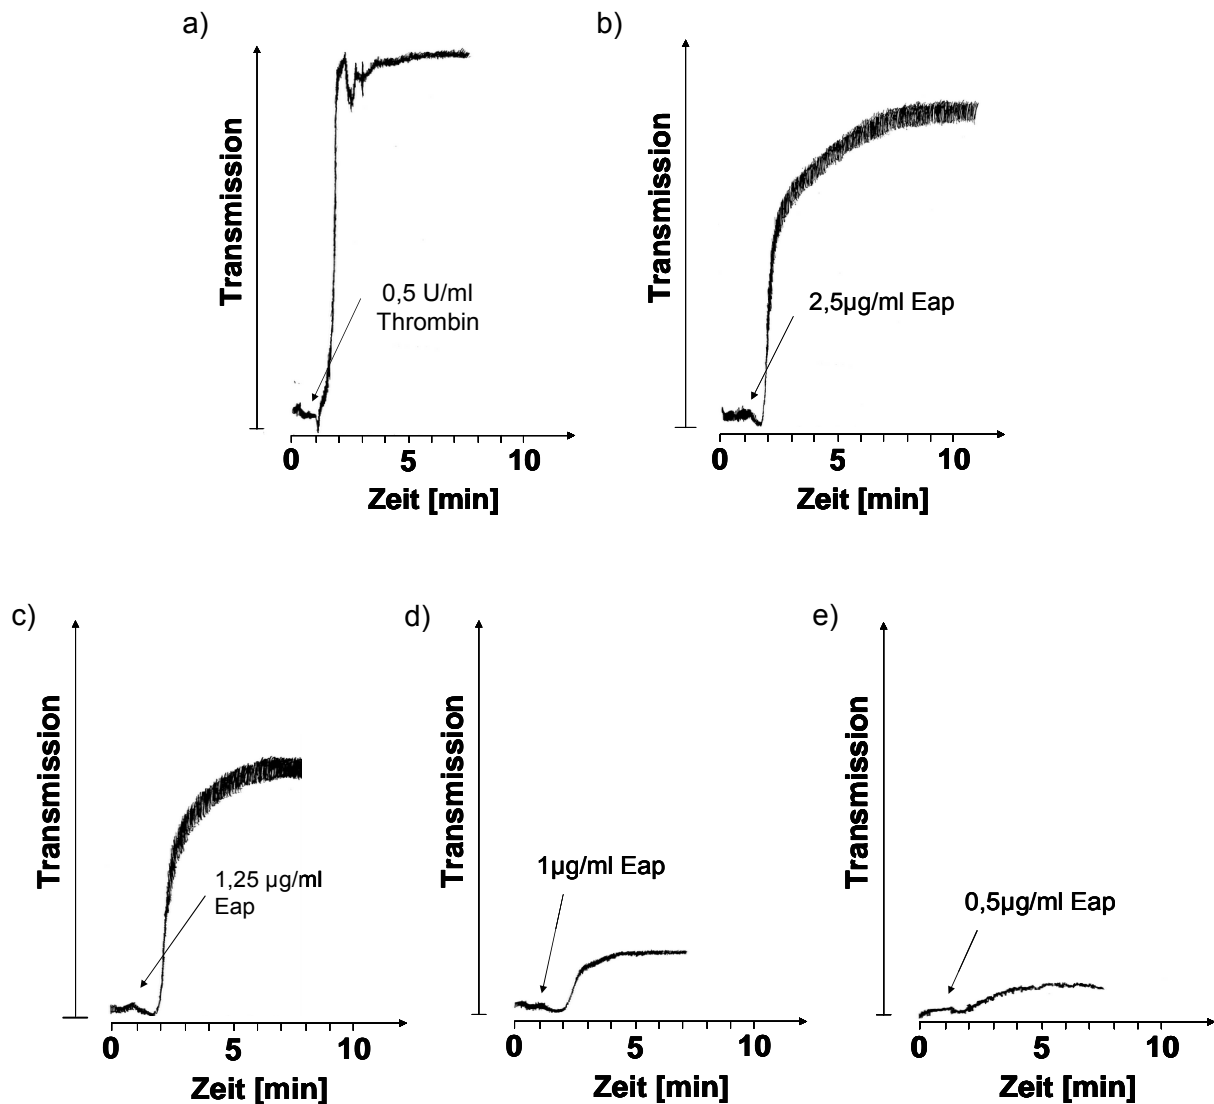 a)
Transmission
0,5 U/ml
Thrombin
0 5 10
Zeit [min]
b)
Transmission
2,5µg/ml Eap
0 5 10
Zeit [min]
c)
Transmission
1,25 µg/ml
Eap
0 5 10
Zeit [min]
d)
Transmission
1µg/ml Eap
0 5 10
Zeit [min]
e)
Transmission
0,5µg/ml Eap
0 5 10
Zeit [min]